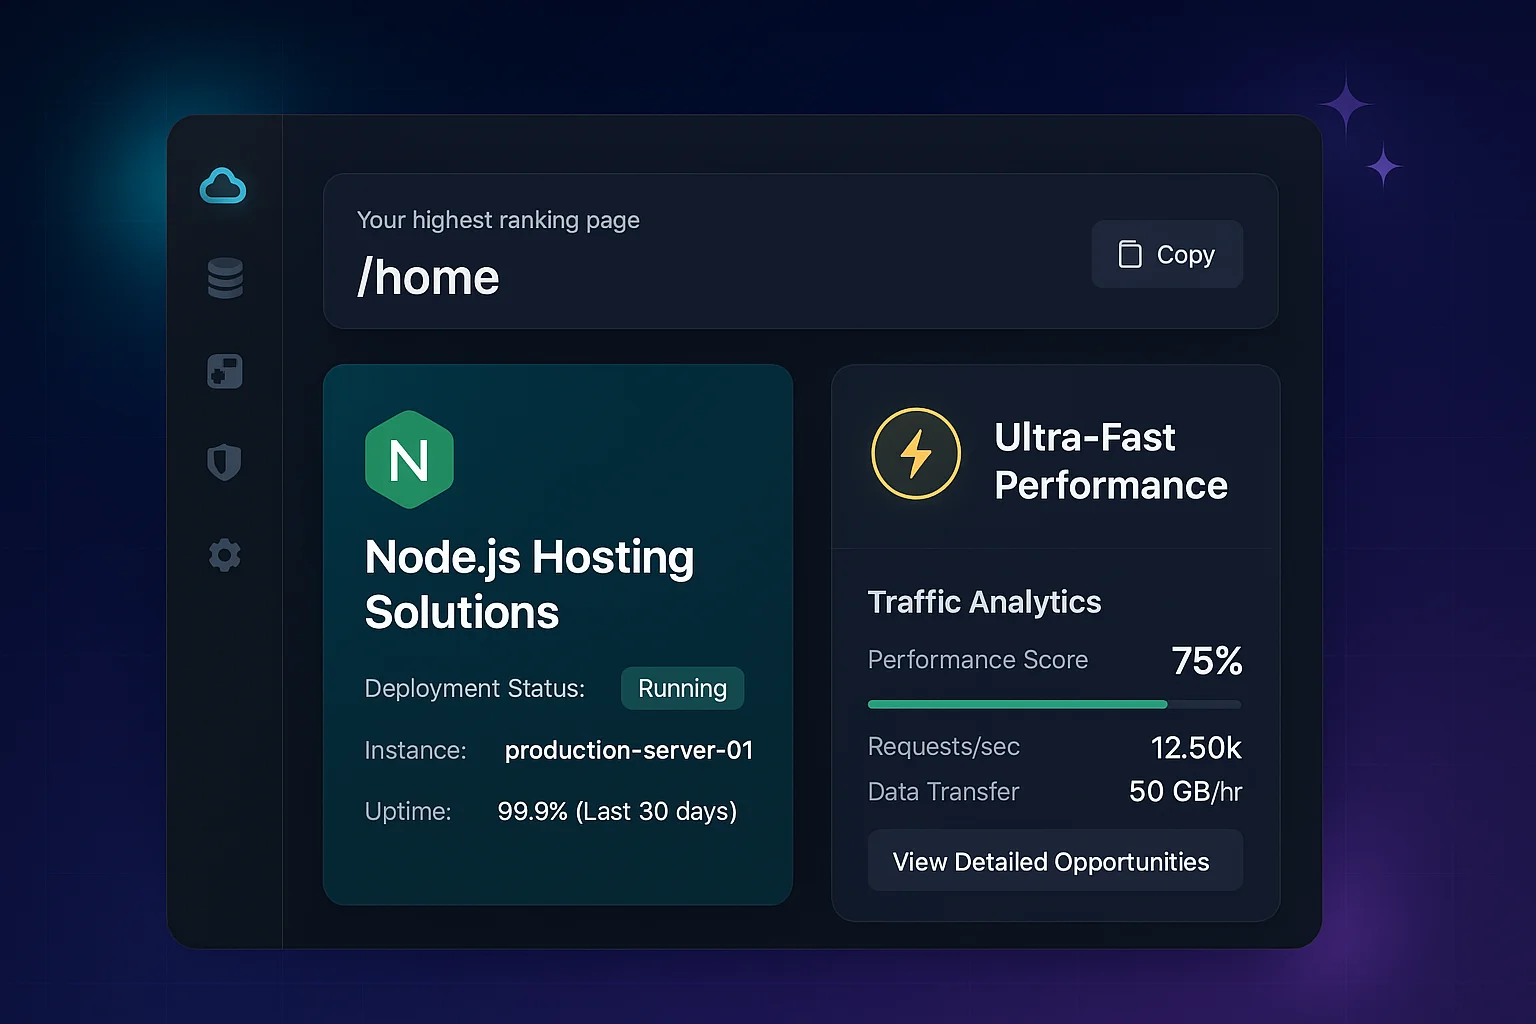 Your highest ranking page
/home
Copy
N
Node.js Hosting
Solutions
Deployment Status: Running
Instance: production-server-01
Uptime: 99.9% (Last 30 days)
Ultra-Fast
Performance
Traffic Analytics
Performance Score 75%
Requests/sec 12.50k
Data Transfer 50 GB/hr
View Detailed Opportunities